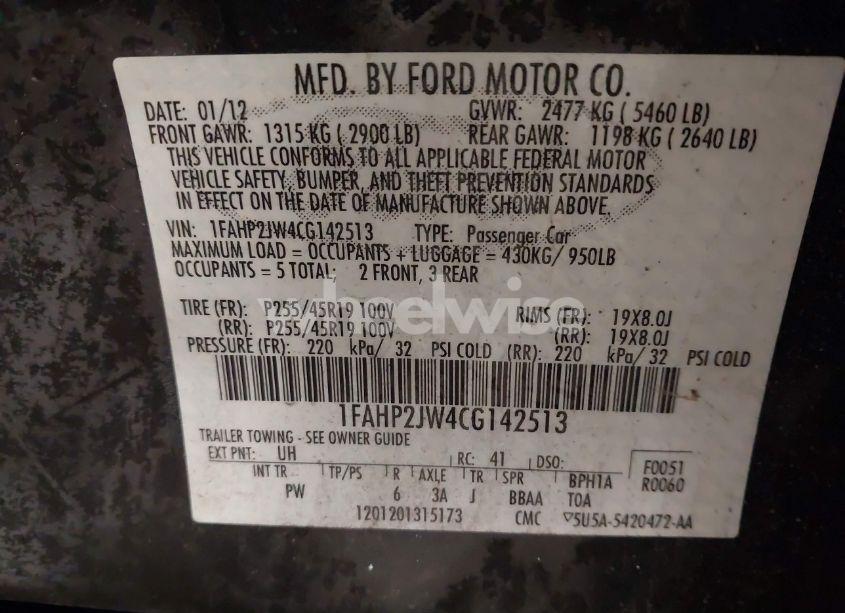 MFD. BY FORD MOTOR CO.
DATE: 01/12 GVWR: 2477 KG ( 5460 LB)
FRONT GAWR: 1315 KG ( 2900 LB) REAR GAWR: 1198 KG ( 2640 LB)
THIS VEHICLE CONFORMS TO ALL APPLICABLE FEDERAL MOTOR
VEHICLE SAFETY, BUMPER, AND THEFT PREVENTION STANDARDS
IN EFFECT ON THE DATE OF MANUFACTURE SHOWN ABOVE.
VIN: 1FAHP2JW4CG142513 TYPE: Passenger Car
MAXIMUM LOAD = OCCUPANTS + LUGGAGE = 430KG/ 950LB
OCCUPANTS = 5 TOTAL; 2 FRONT, 3 REAR
wheelwise
TIRE (FR): P255/45R19 100V RIMS (FR): 19X8.0J
(RR): P255/45R19 100V (RR): 19X8.0J
PRESSURE (FR): 220 kPa/ 32 PSI COLD (RR): 220 kPa/ 32 PSI COLD
1FAHP2JW4CG142513
TRAILER TOWING - SEE OWNER GUIDE
EXT PNT: UH RC: 41 DSO: F0051
INT TR TP/PS R AXLE TR SPR BPH1A R0060
PW 6 3A J BBAA TOA
1201201315173 CMC ▽5U5A-5420472-AA